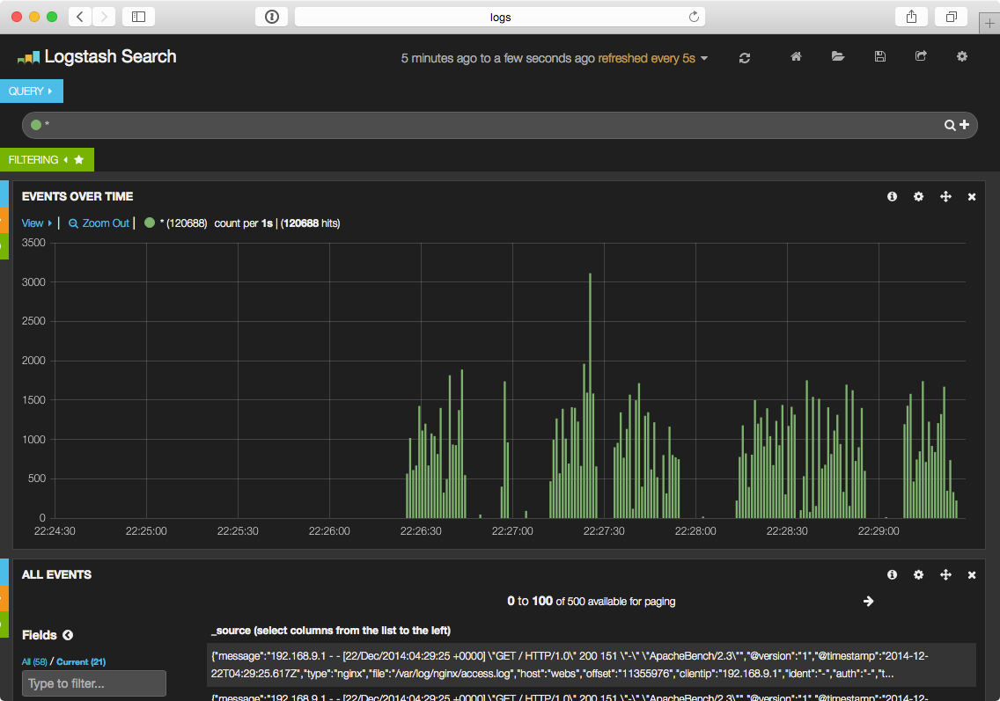 logs
Logstash Search
5 minutes ago to a few seconds ago refreshed every 5s
QUERY
*
FILTERING
EVENTS OVER TIME
View | Zoom Out | * (120688) count per 1s | (120688 hits)
3500
3000
2500
2000
1500
1000
500
0
22:24:30 22:25:00 22:25:30 22:26:00 22:26:30 22:27:00 22:27:30 22:28:00 22:28:30 22:29:00
ALL EVENTS
0 to 100 of 500 available for paging
Fields
All (58) / Current (21)
Type to filter...
_source (select columns from the list to the left)
{"message":"192.168.9.1 - - [22/Dec/2014:04:29:25 +0000] \"GET / HTTP/1.0\" 200 151 \"-\" \"ApacheBench/2.3\"","@version":"1","@timestamp":"2014-12-
22T04:29:25.617Z","type":"nginx","file":"/var/log/nginx/access.log","host":"webs","offset":"11355976","clientip":"192.168.9.1","ident":"-","auth":"-","t...
{"message":"192.168.9.1 - - [22/Dec/2014:04:29:25 +0000] \"GET / HTTP/1.0\" 200 151 \"-\" \"ApacheBench/2.3\"","@version":"1","@timestamp":"2014-12-